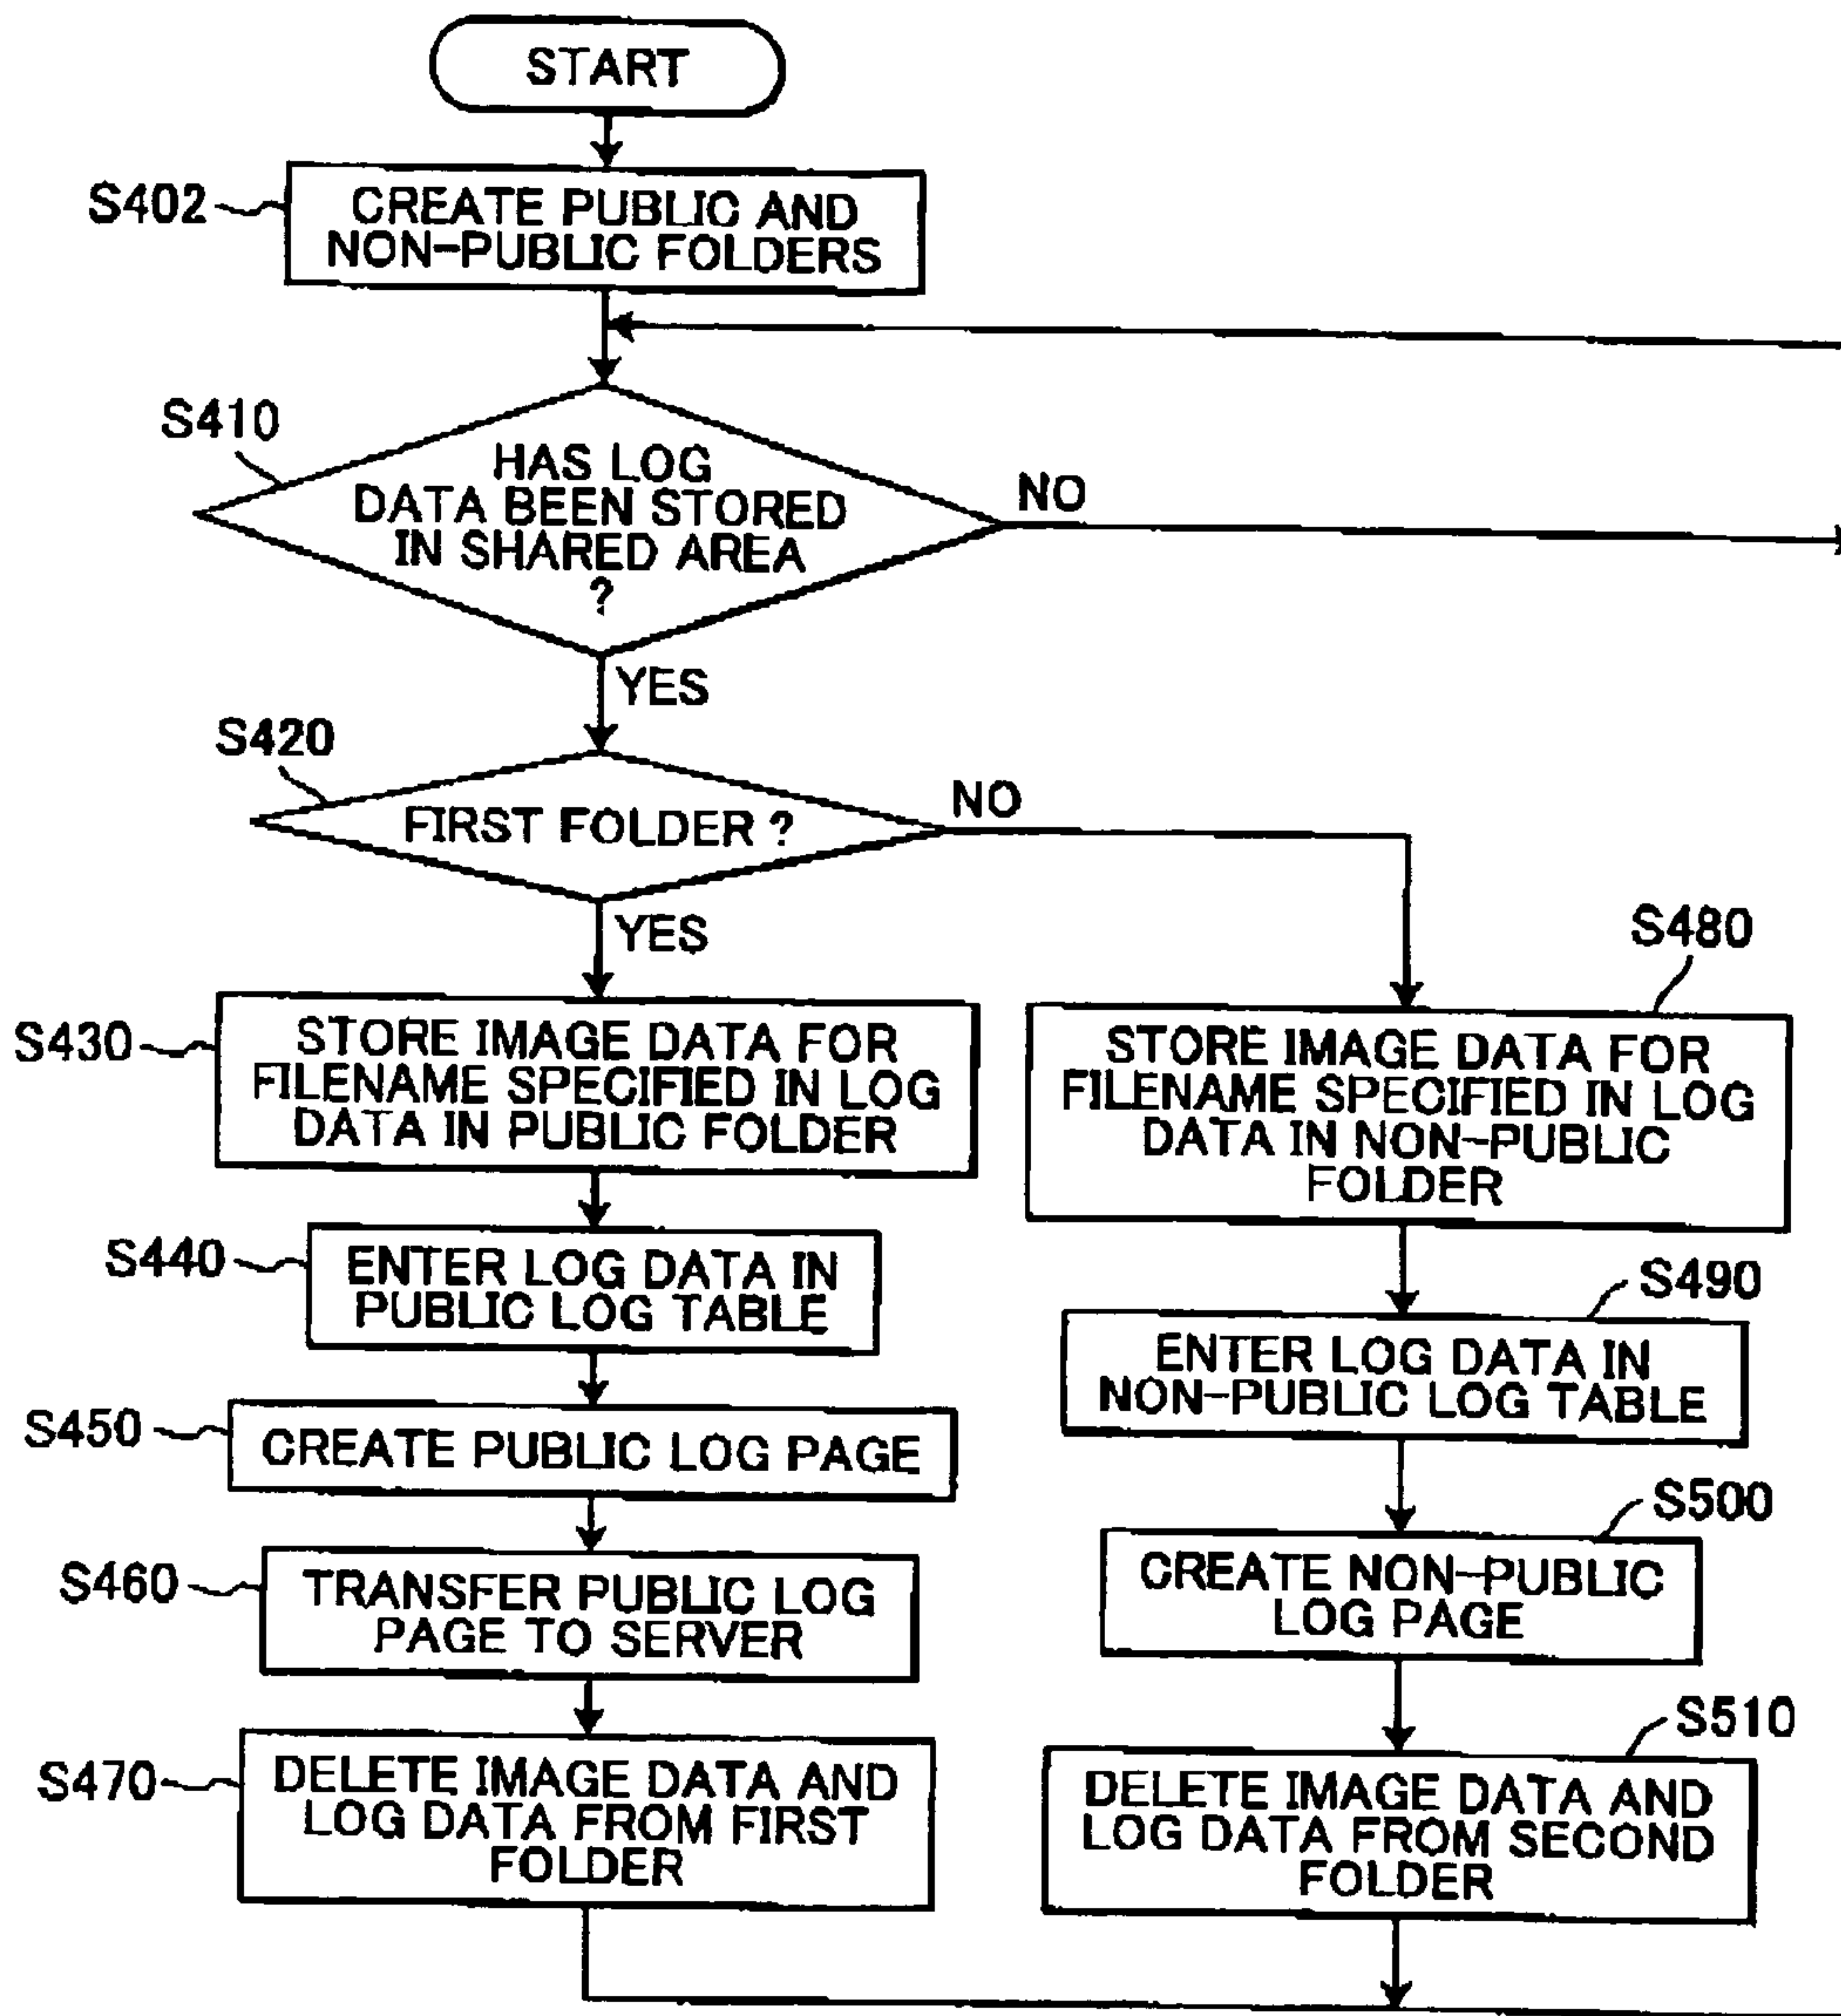 START
S402
CREATE PUBLIC AND
NON-PUBLIC FOLDERS
S410
HAS LOG
DATA BEEN STORED
IN SHARED AREA
?
NO
YES
S420
FIRST FOLDER ?
NO
YES
S430
STORE IMAGE DATA FOR
FILENAME SPECIFIED IN LOG
DATA IN PUBLIC FOLDER
S480
STORE IMAGE DATA FOR
FILENAME SPECIFIED IN LOG
DATA IN NON-PUBLIC
FOLDER
S440
ENTER LOG DATA IN
PUBLIC LOG TABLE
S490
ENTER LOG DATA IN
NON-PUBLIC LOG TABLE
S450
CREATE PUBLIC LOG PAGE
S500
CREATE NON-PUBLIC
LOG PAGE
S460
TRANSFER PUBLIC LOG
PAGE TO SERVER
S470
DELETE IMAGE DATA AND
LOG DATA FROM FIRST
FOLDER
S510
DELETE IMAGE DATA AND
LOG DATA FROM SECOND
FOLDER